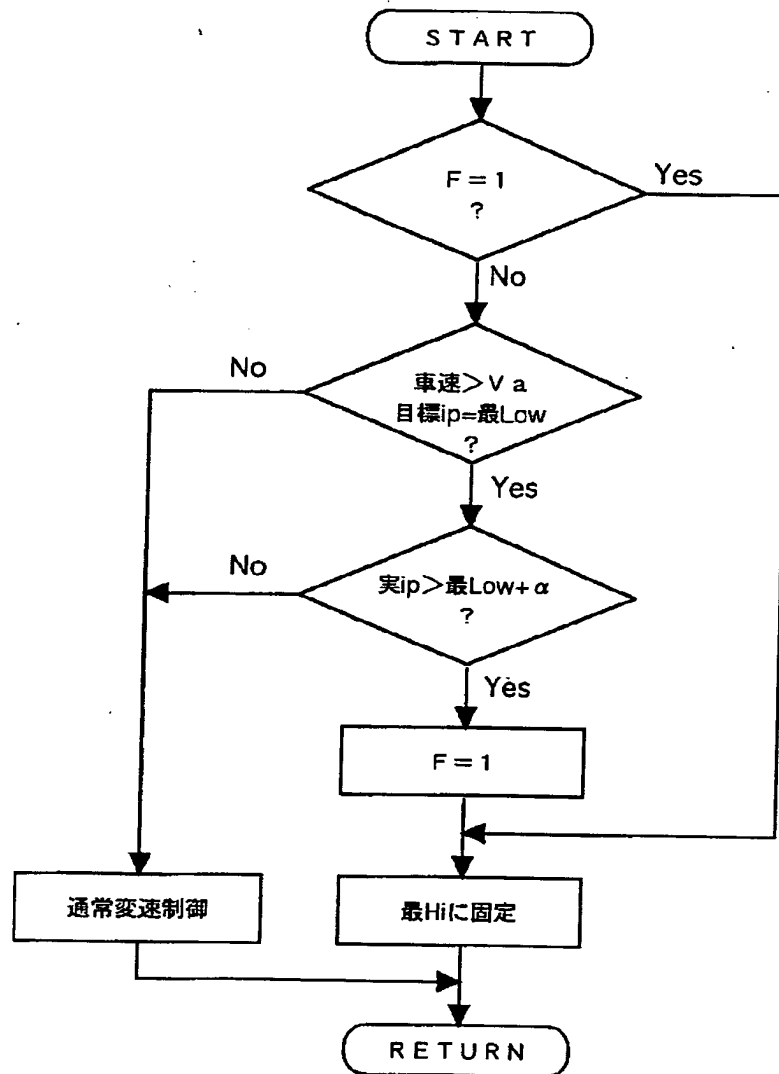 START
F=1
?
Yes
No
車速>Va
目標ip=最Low
?
No
Yes
実ip>最Low+α
?
No
Yes
F=1
通常変速制御
最Hiに固定
RETURN